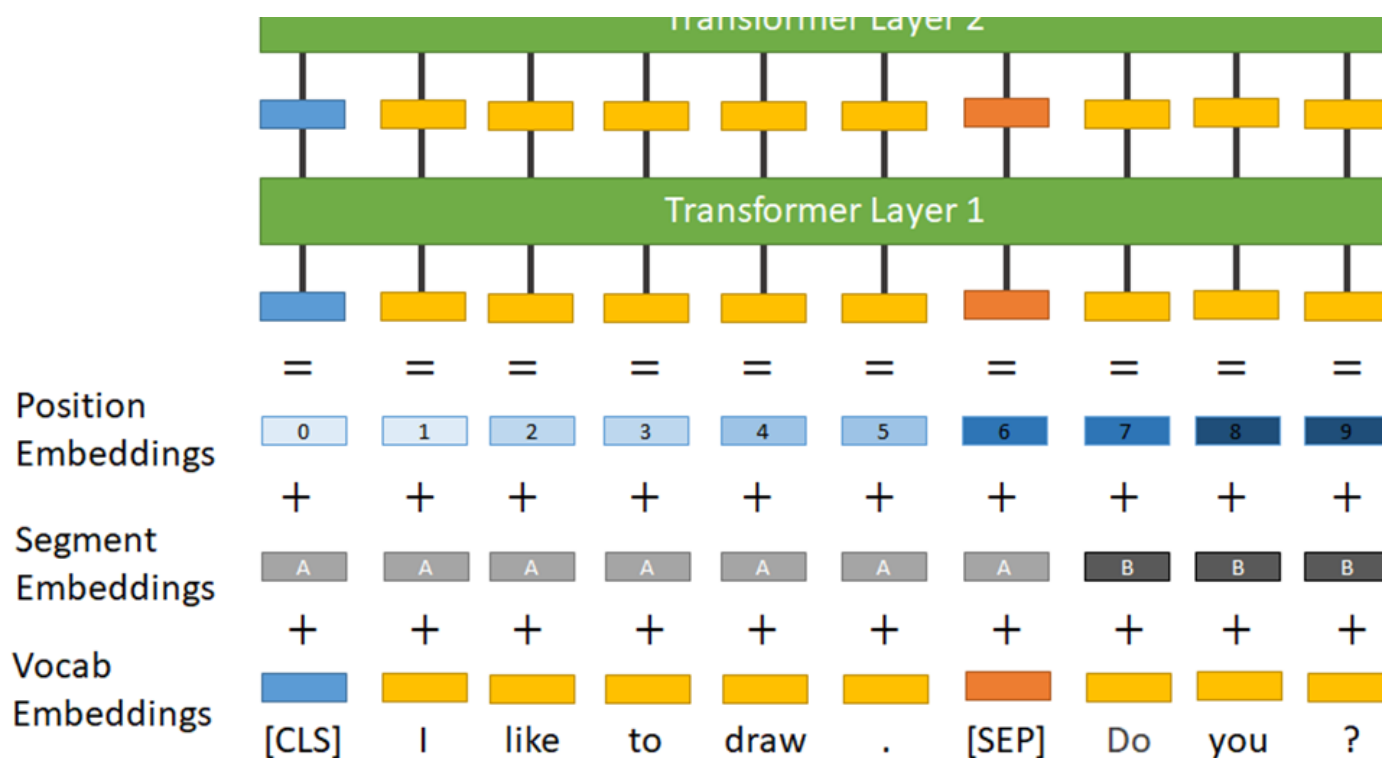 Transformer Layer 2
Transformer Layer 1
= = = = = = = = = =
Position
Embeddings
0 1 2 3 4 5 6 7 8 9
+ + + + + + + + + +
Segment
Embeddings
A A A A A A A B B B
+ + + + + + + + + +
Vocab
Embeddings
[CLS] I like to draw . [SEP] Do you ?